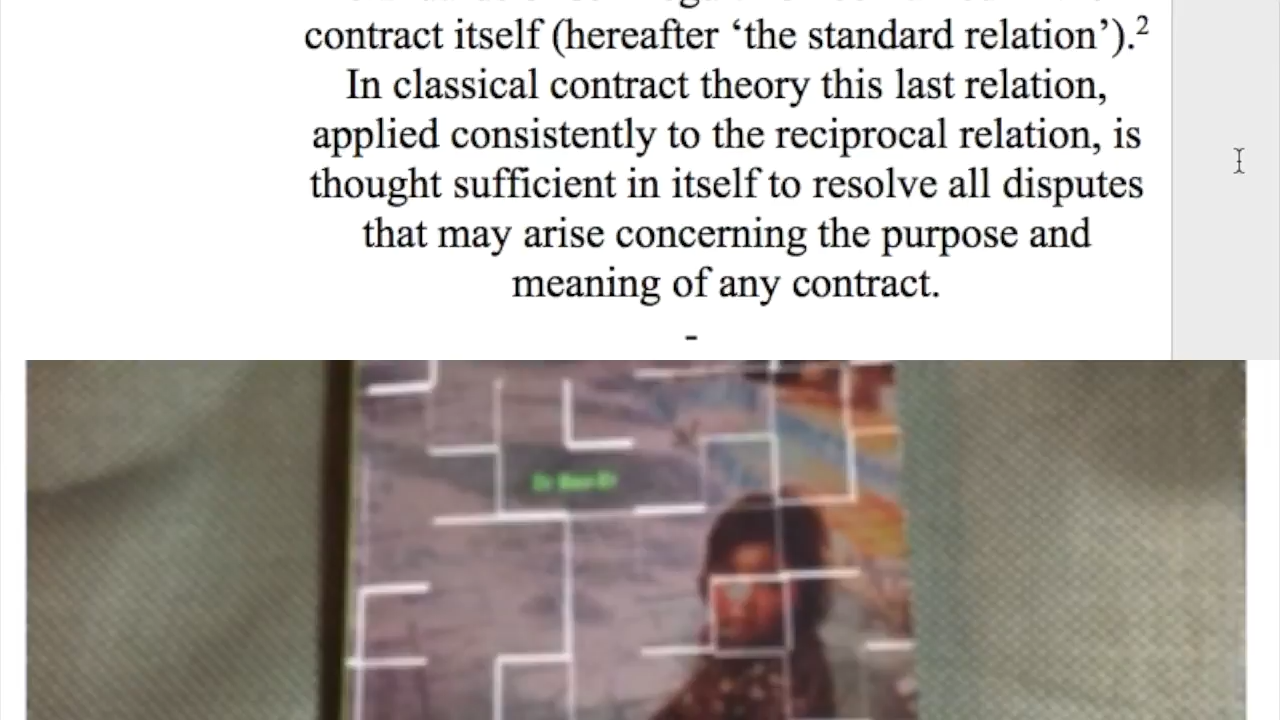 contract itself (hereafter ‘the standard relation’).²
In classical contract theory this last relation,
applied consistently to the reciprocal relation, is
thought sufficient in itself to resolve all disputes
that may arise concerning the purpose and
meaning of any contract.
-